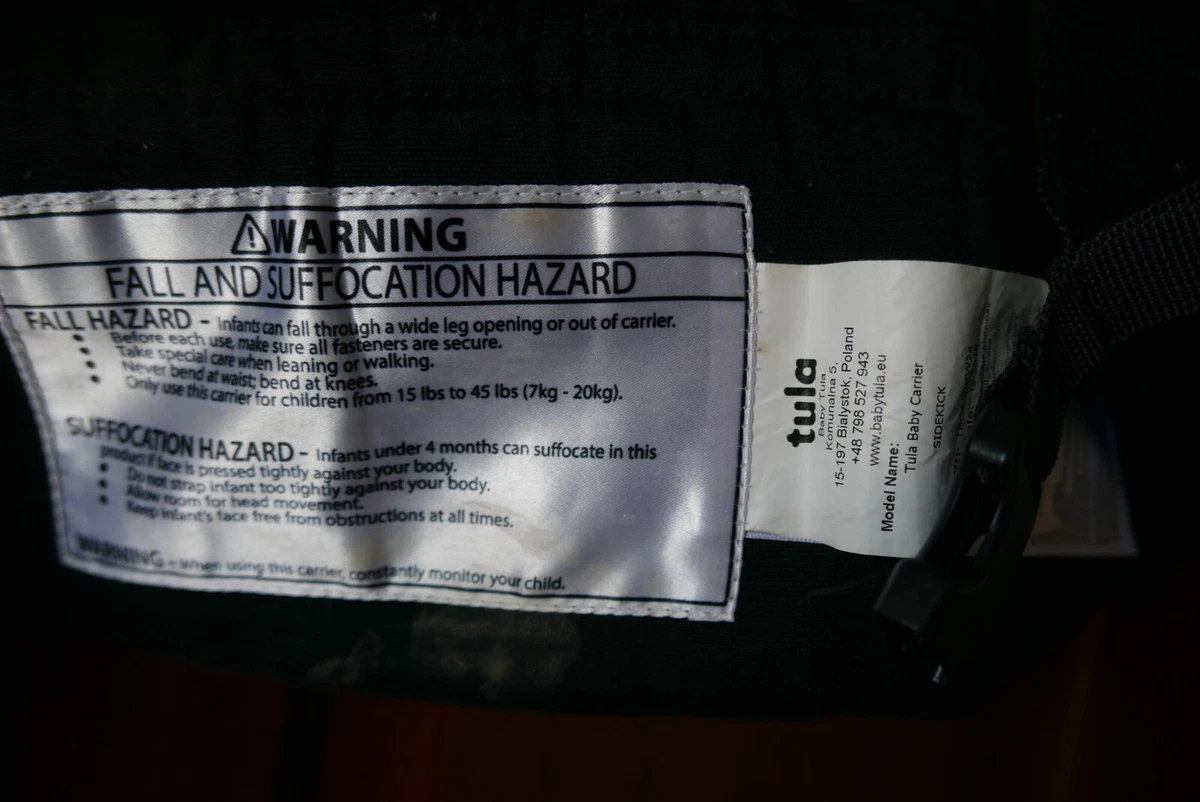 WARNING
FALL AND SUFFOCATION HAZARD
FALL HAZARD - Infants can fall through a wide leg opening or out of carrier.
• Before each use, make sure all fasteners are secure.
• Take special care when leaning or walking.
• Never bend at waist; bend at knees.
• Only use this carrier for children from 15 lbs to 45 lbs (7kg - 20kg).
SUFFOCATION HAZARD - Infants under 4 months can suffocate in this
product if face is pressed tightly against your body.
• Do not strap infant too tightly against your body.
• Allow room for head movement.
• Keep infant's face free from obstructions at all times.
WARNING - When using this carrier, constantly monitor your child.
tula
Baby Tula
Komunalna 5,
15-197 Bialystok, Poland
+48 798 527 943
www.babytula.eu
Model Name:
Tula Baby Carrier
SIDEKICK